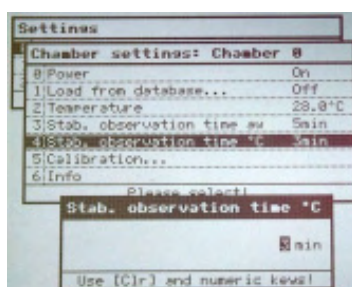 Settings
Chamber settings: Chamber 0
0 Power On
1 Load from database... Off
2 Temperature 28.0°C
3 Stab. observation time aw 5min
4 Stab. observation time °C 3min
5 Calibration...
6 Info
Please select!
Stab. observation time °C
3 min
Use [Clr] and numeric keys!